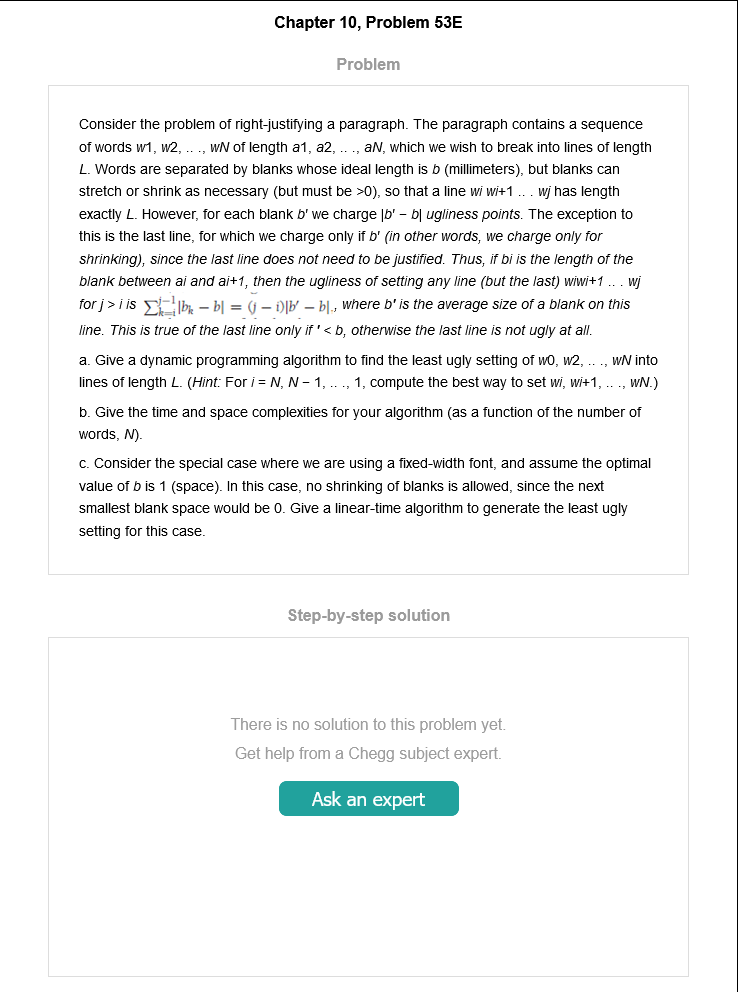 Chapter 10, Problem 53E
Problem
Consider the problem of right-justifying a paragraph. The paragraph contains a sequence
of words w1, w2, .. ., wN of length a1, a2, .. ., aN, which we wish to break into lines of length
L. Words are separated by blanks whose ideal length is b (millimeters), but blanks can
stretch or shrink as necessary (but must be >0), so that a line wi wi+1 .. . wj has length
exactly L. However, for each blank b' we charge |b' − b| ugliness points. The exception to
this is the last line, for which we charge only if b' (in other words, we charge only for
shrinking), since the last line does not need to be justified. Thus, if bi is the length of the
blank between ai and ai+1, then the ugliness of setting any line (but the last) wiwi+1 .. . wj
for j > i is ∑_{k=i}^{j−1}|b_k − b| = (j − i)|b' − b|., where b' is the average size of a blank on this
line. This is true of the last line only if ' < b, otherwise the last line is not ugly at all.
a. Give a dynamic programming algorithm to find the least ugly setting of w0, w2, .. ., wN into
lines of length L. (Hint: For i = N, N − 1, .. ., 1, compute the best way to set wi, wi+1, .. ., wN.)
b. Give the time and space complexities for your algorithm (as a function of the number of
words, N).
c. Consider the special case where we are using a fixed-width font, and assume the optimal
value of b is 1 (space). In this case, no shrinking of blanks is allowed, since the next
smallest blank space would be 0. Give a linear-time algorithm to generate the least ugly
setting for this case.
Step-by-step solution
There is no solution to this problem yet.
Get help from a Chegg subject expert.
Ask an expert